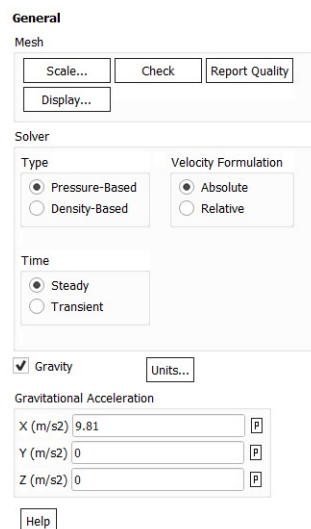 General
Mesh
Scale... Check Report Quality
Display...
Solver
Type Velocity Formulation
Pressure-Based Absolute
Density-Based Relative
Time
Steady
Transient
Gravity Units...
Gravitational Acceleration
X (m/s2) 9.81 P
Y (m/s2) 0 P
Z (m/s2) 0 P
Help